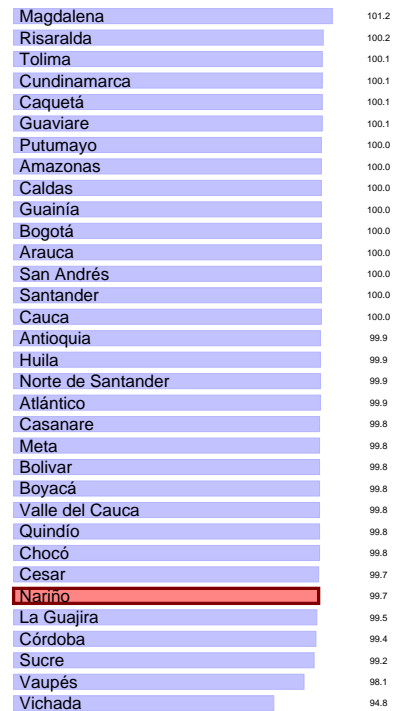 Magdalena 101.2
Risaralda 100.2
Tolima 100.1
Cundinamarca 100.1
Caquetá 100.1
Guaviare 100.1
Putumayo 100.0
Amazonas 100.0
Caldas 100.0
Guainía 100.0
Bogotá 100.0
Arauca 100.0
San Andrés 100.0
Santander 100.0
Cauca 100.0
Antioquia 99.9
Huila 99.9
Norte de Santander 99.9
Atlántico 99.9
Casanare 99.8
Meta 99.8
Bolivar 99.8
Boyacá 99.8
Valle del Cauca 99.8
Quindío 99.8
Chocó 99.8
Cesar 99.7
Nariño 99.7
La Guajira 99.5
Córdoba 99.4
Sucre 99.2
Vaupés 98.1
Vichada 94.8